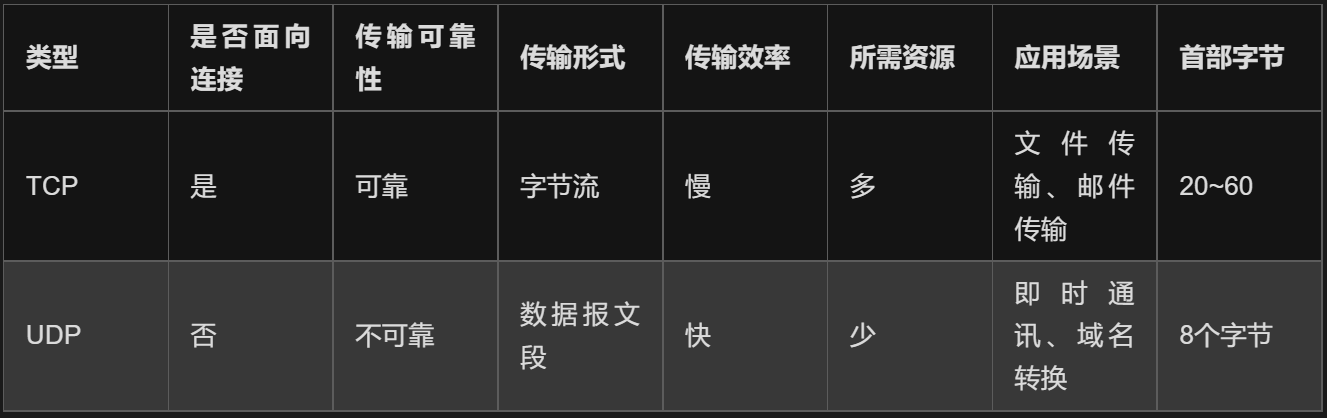 类型
是否面向
连接
传输可靠
性
传输形式
传输效率
所需资源
应用场景
首部字节
TCP
是
可靠
字节流
慢
多
文件传
输、邮件
传输
20~60
UDP
否
不可靠
数据报文
段
快
少
即时通
讯、域名
转换
8个字节